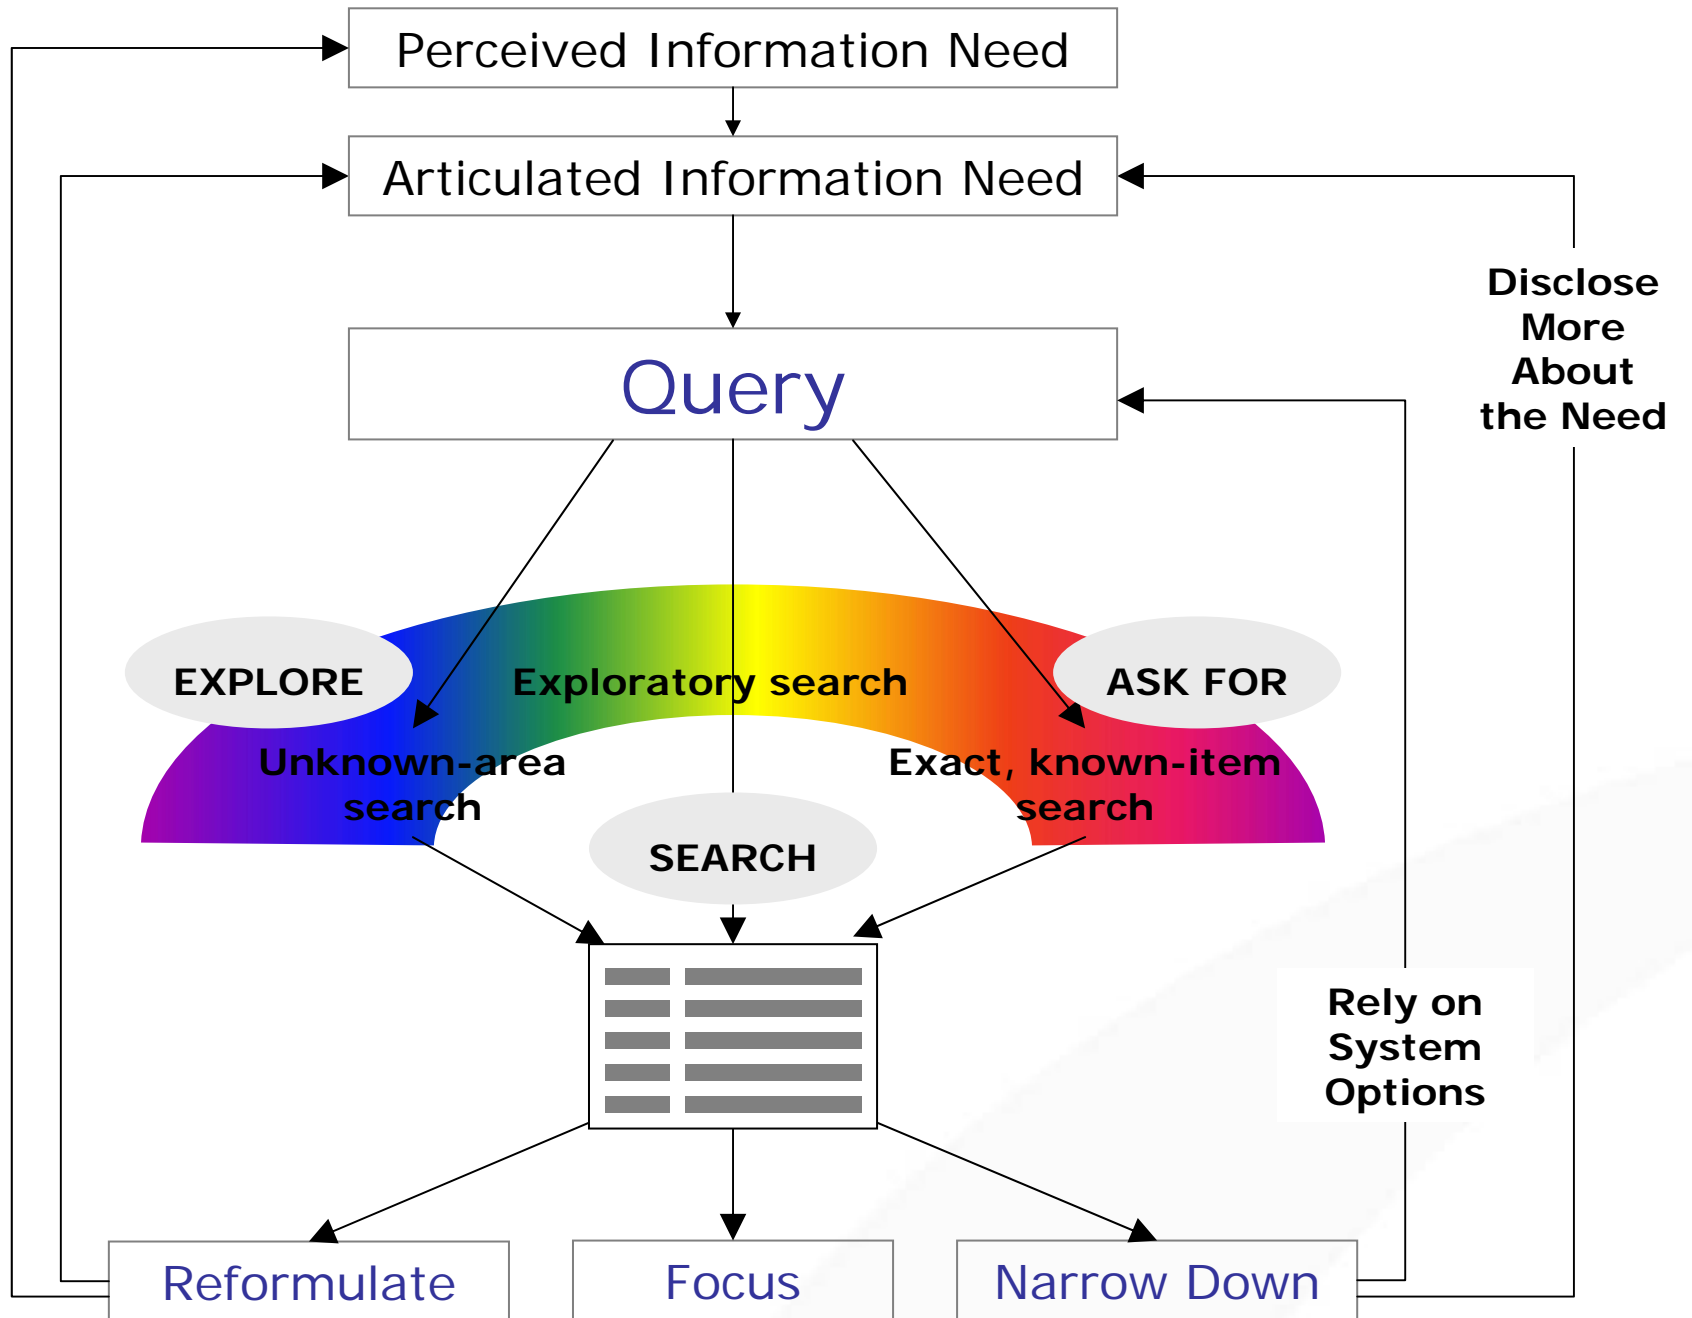 Perceived Information Need
Articulated Information Need
Disclose
More
About
the Need
Query
EXPLORE
Exploratory search
ASK FOR
Unknown-area
search
Exact, known-item
search
SEARCH
Rely on
System
Options
Reformulate
Focus
Narrow Down